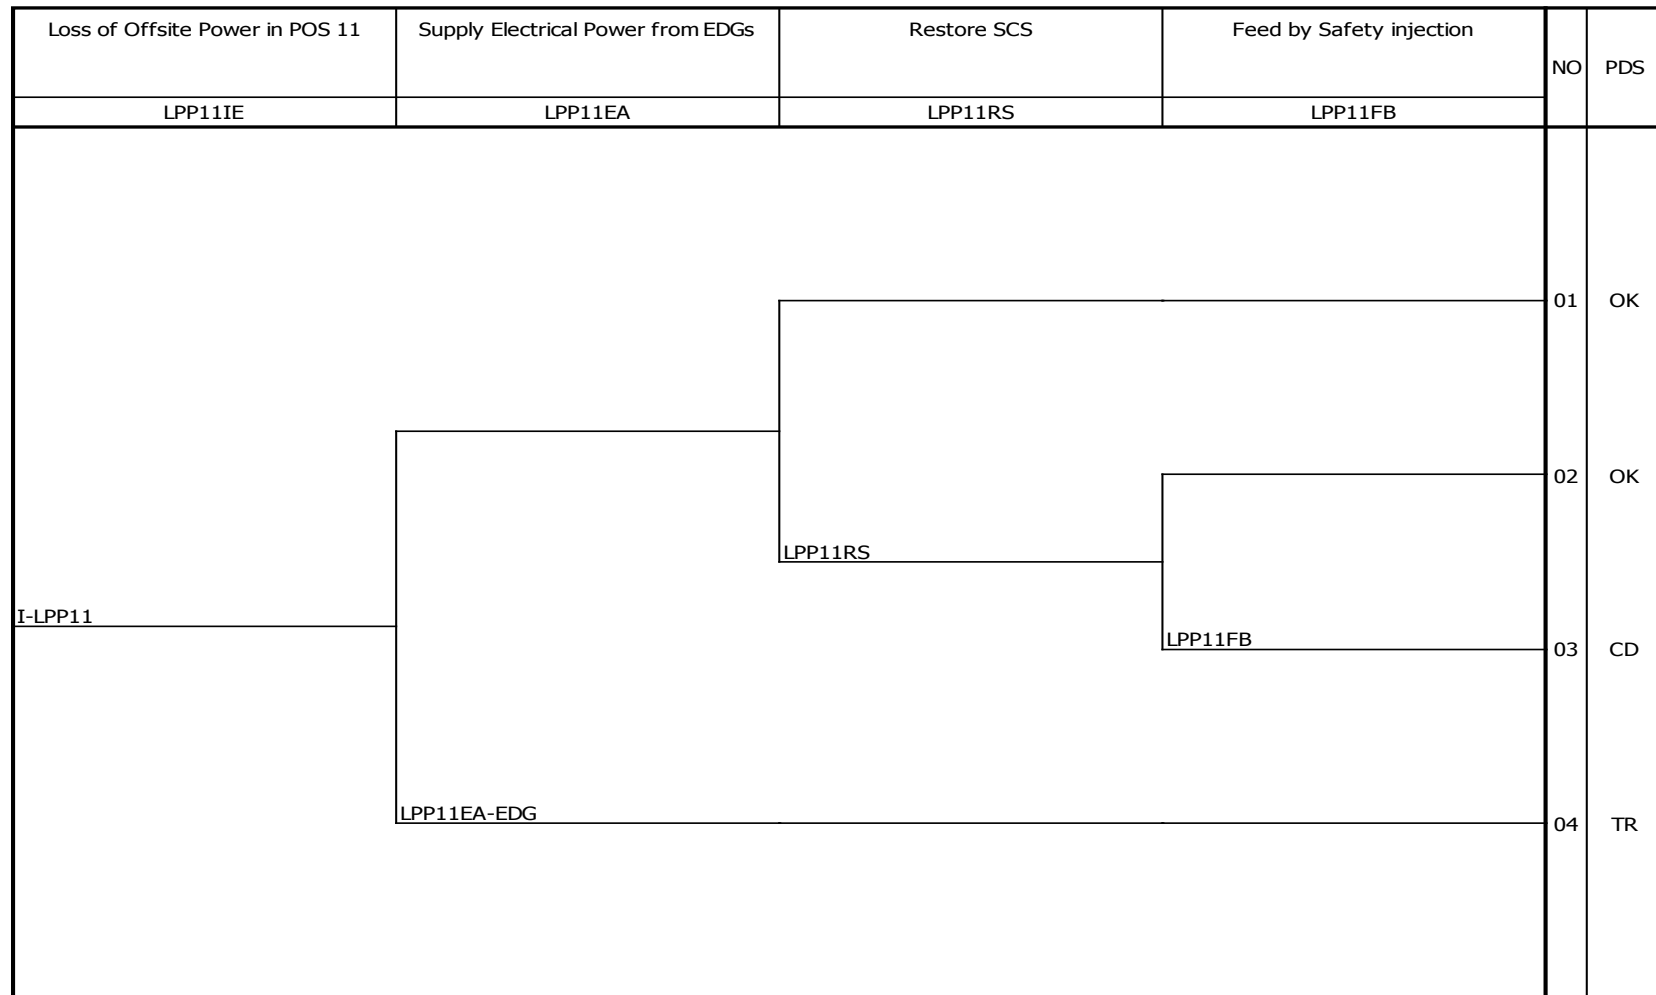 Loss of Offsite Power in POS 11
Supply Electrical Power from EDGs
Restore SCS
Feed by Safety injection
NO
PDS
LPP11IE
LPP11EA
LPP11RS
LPP11FB
01
OK
02
OK
LPP11RS
I-LPP11
LPP11FB
03
CD
LPP11EA-EDG
04
TR